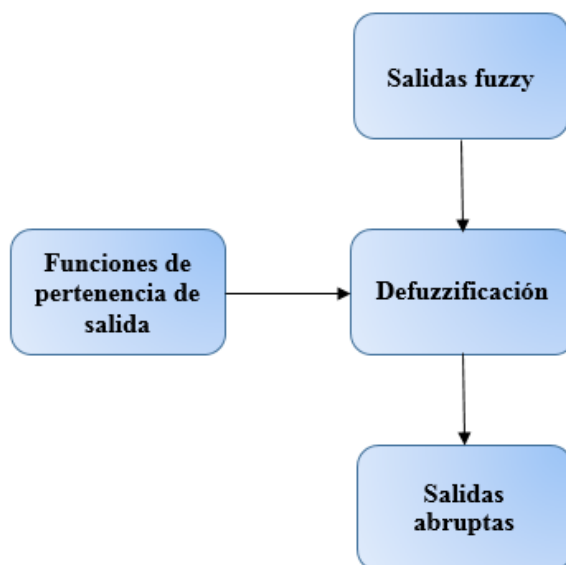 Salidas fuzzy
Funciones de
pertenencia de
salida
Defuzzificación
Salidas
abruptas